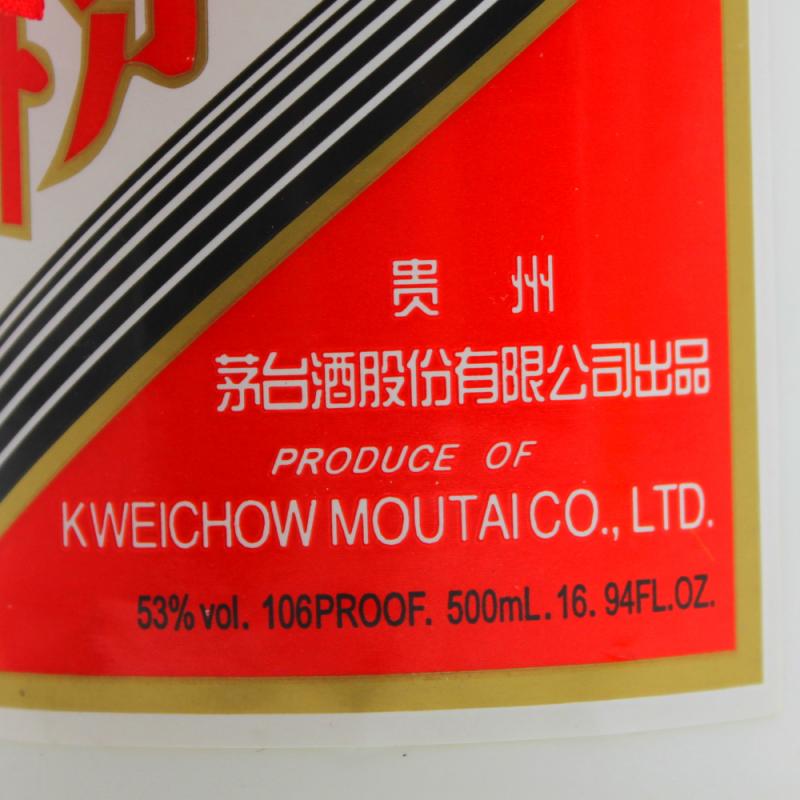 贵州
茅台酒股份有限公司出品
PRODUCE OF
KWEICHOW MOUTAI CO., LTD.
53% vol. 106PROOF. 500mL. 16. 94FL.OZ.